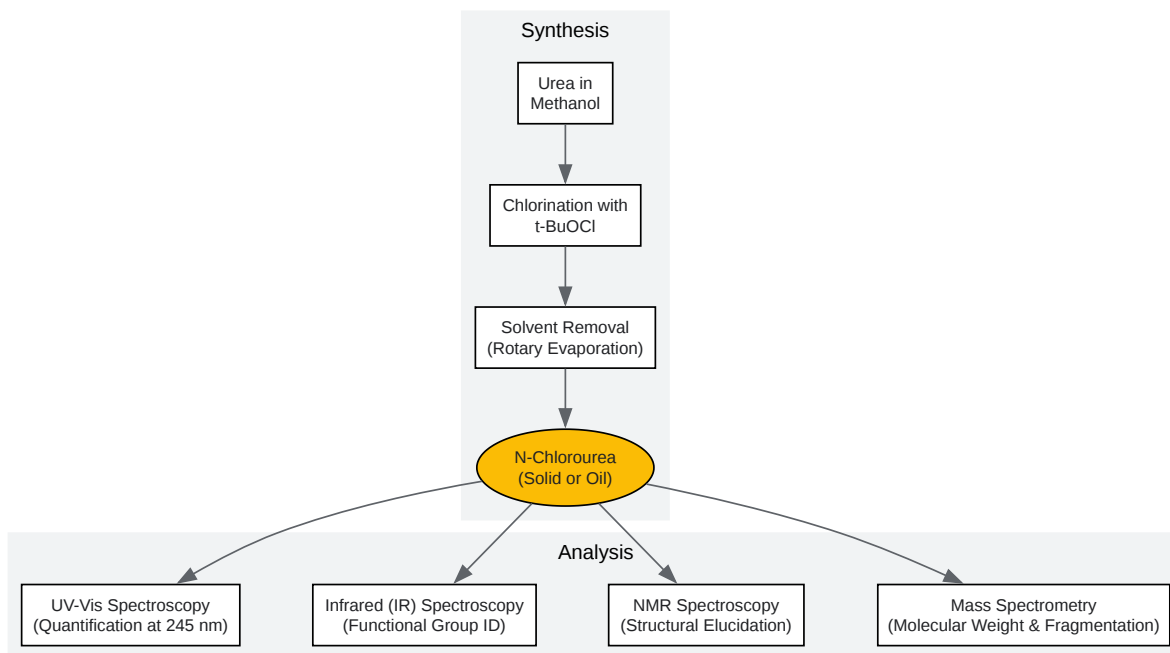 Synthesis
Urea in
Methanol
Chlorination with
t-BuOCl
Solvent Removal
(Rotary Evaporation)
N-Chlorourea
(Solid or Oil)
Analysis
UV-Vis Spectroscopy
(Quantification at 245 nm)
Infrared (IR) Spectroscopy
(Functional Group ID)
NMR Spectroscopy
(Structural Elucidation)
Mass Spectrometry
(Molecular Weight & Fragmentation)